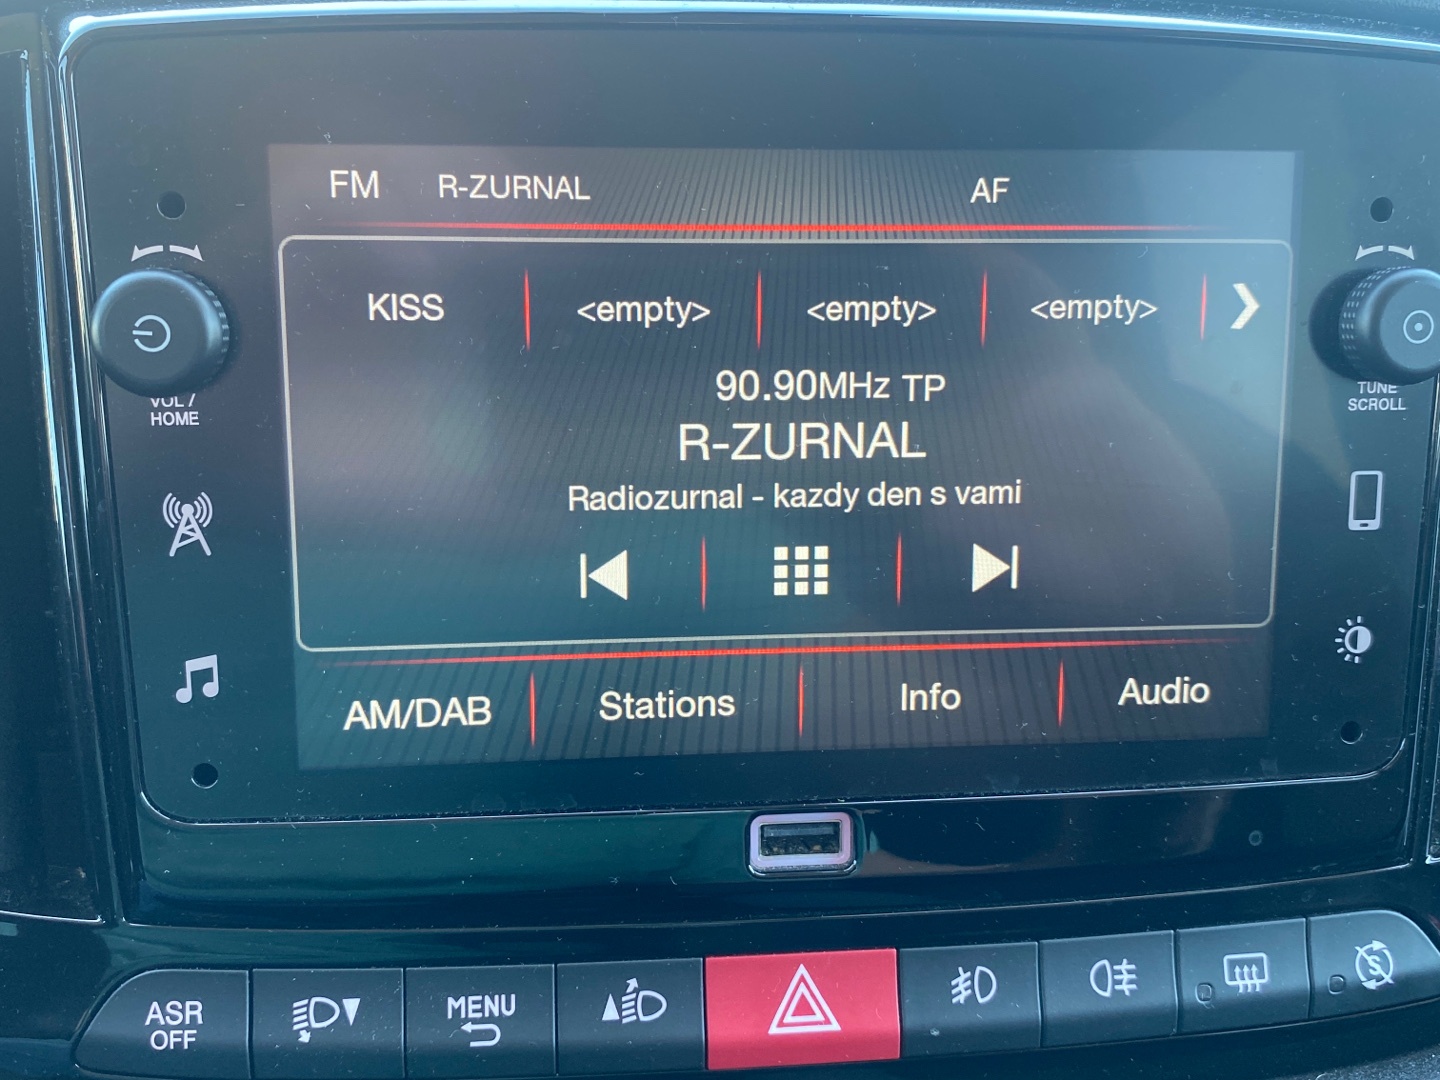 FM R-ZURNAL AF
KISS <empty> <empty> <empty>
90.90MHz TP
R-ZURNAL
Radiozurnal - kazdy den s vami
AM/DAB Stations Info Audio
VOL /
HOME
TUNE
SCROLL
ASR
OFF
MENU